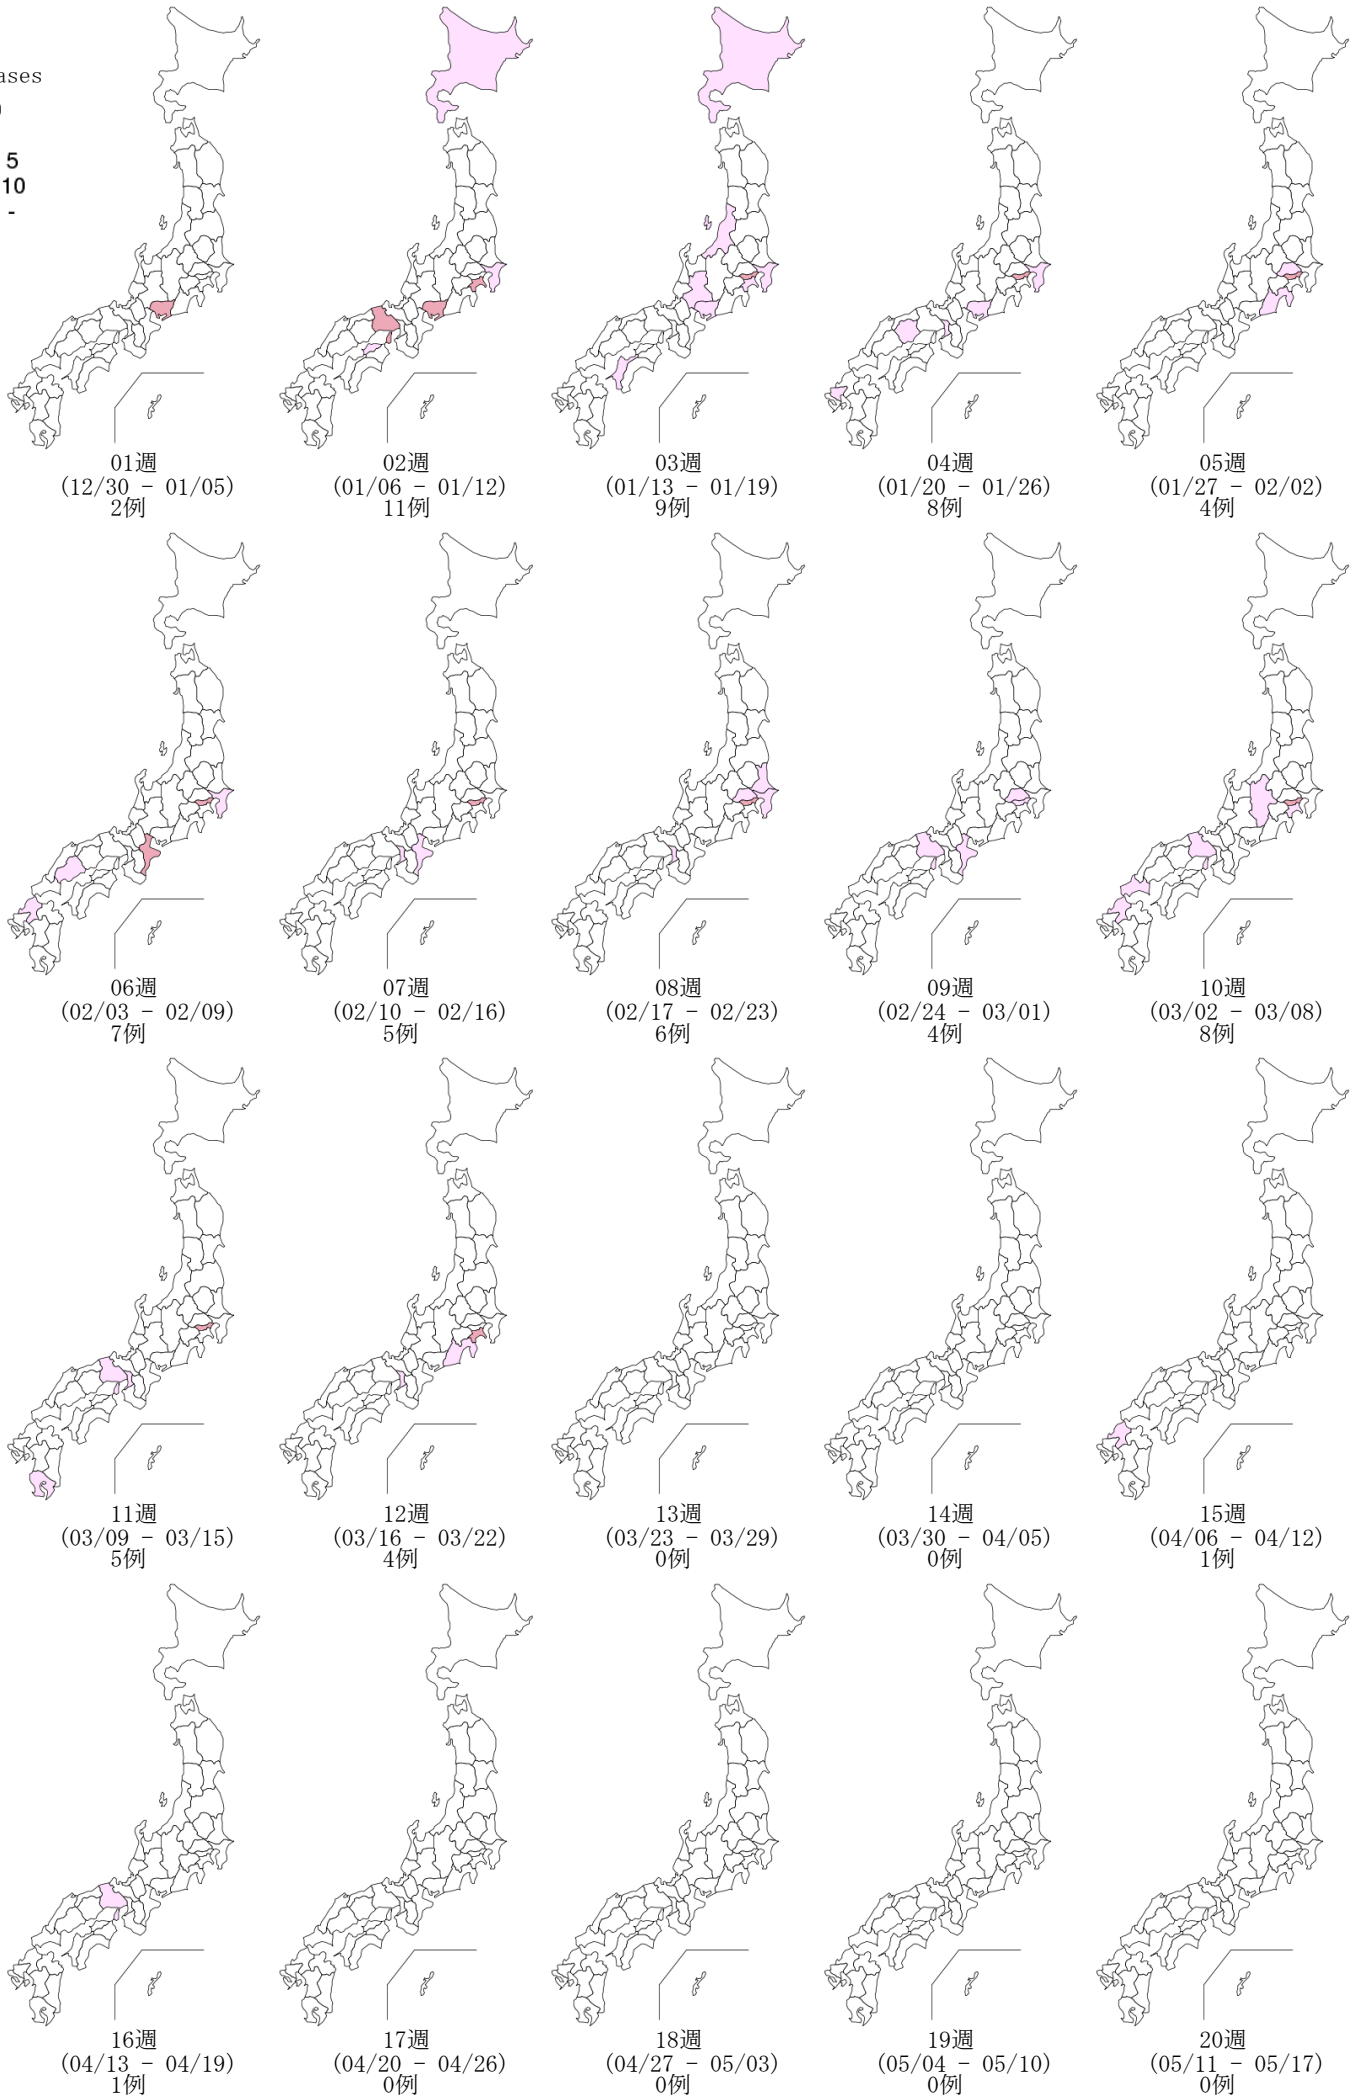 ases
5
10
-
01週
(12/30 - 01/05)
2例
02週
(01/06 - 01/12)
11例
03週
(01/13 - 01/19)
9例
04週
(01/20 - 01/26)
8例
05週
(01/27 - 02/02)
4例
06週
(02/03 - 02/09)
7例
07週
(02/10 - 02/16)
5例
08週
(02/17 - 02/23)
6例
09週
(02/24 - 03/01)
4例
10週
(03/02 - 03/08)
8例
11週
(03/09 - 03/15)
5例
12週
(03/16 - 03/22)
4例
13週
(03/23 - 03/29)
0例
14週
(03/30 - 04/05)
0例
15週
(04/06 - 04/12)
1例
16週
(04/13 - 04/19)
1例
17週
(04/20 - 04/26)
0例
18週
(04/27 - 05/03)
0例
19週
(05/04 - 05/10)
0例
20週
(05/11 - 05/17)
0例